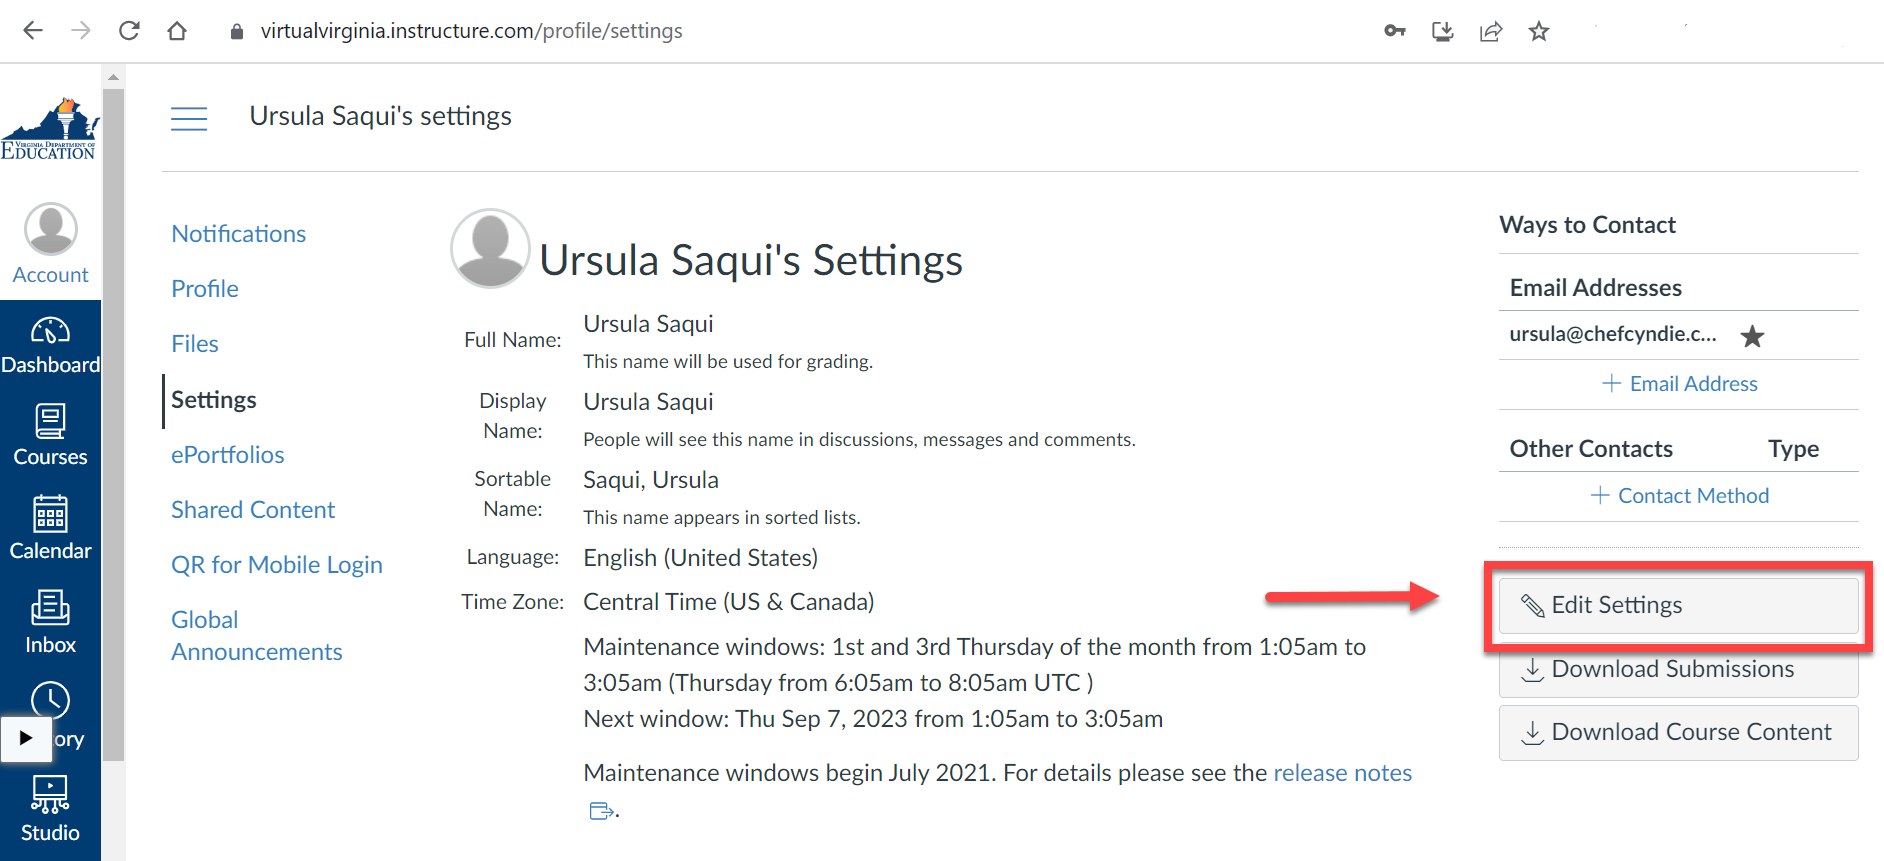 virtualvirginia.instructure.com/profile/settings
VIRGINIA DEPARTMENT OF
EDUCATION
Account
Dashboard
Courses
Calendar
Inbox
ory
Studio
Ursula Saqui's settings
Notifications
Profile
Files
Settings
ePortfolios
Shared Content
QR for Mobile Login
Global
Announcements
Ursula Saqui's Settings
Full Name:
Ursula Saqui
This name will be used for grading.
Display
Name:
Ursula Saqui
People will see this name in discussions, messages and comments.
Sortable
Name:
Saqui, Ursula
This name appears in sorted lists.
Language: English (United States)
Time Zone: Central Time (US & Canada)
Maintenance windows: 1st and 3rd Thursday of the month from 1:05am to
3:05am (Thursday from 6:05am to 8:05am UTC )
Next window: Thu Sep 7, 2023 from 1:05am to 3:05am
Maintenance windows begin July 2021. For details please see the release notes
.
Ways to Contact
Email Addresses
ursula@chefcyndie.c...
+ Email Address
Other Contacts Type
+ Contact Method
Edit Settings
Download Submissions
Download Course Content